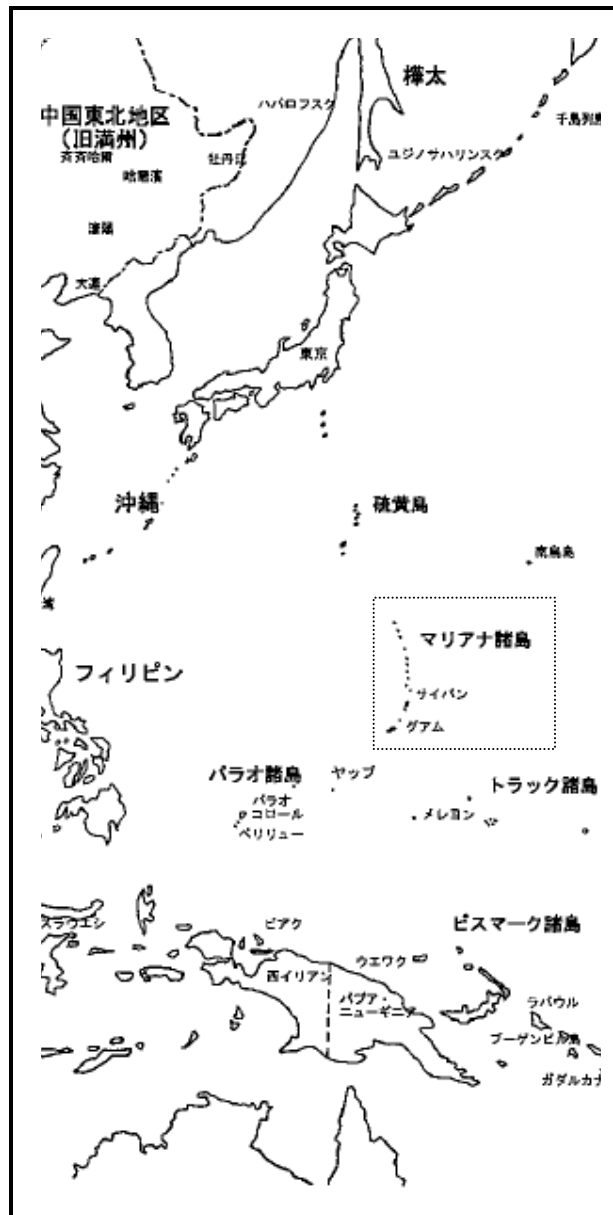 樺太
ハバロフスク
千島列島
中国東北地区
(旧満州)
斉斉哈爾
牡丹江
ユジノサハリンスク
哈爾濱
瀋陽
大連
東京
沖縄
硫黄島
南鳥島
湾
マリアナ諸島
フィリピン
サイパン
グアム
パラオ諸島
ヤップ
トラック諸島
パラオ
コロール
メレヨン
ペリリュー
スラウエシ
ビアク
ビスマーク諸島
ウエワク
西イリアン
パプア・
ニューギニア
ラバウル
ブーゲンビル島
ガダルカナ